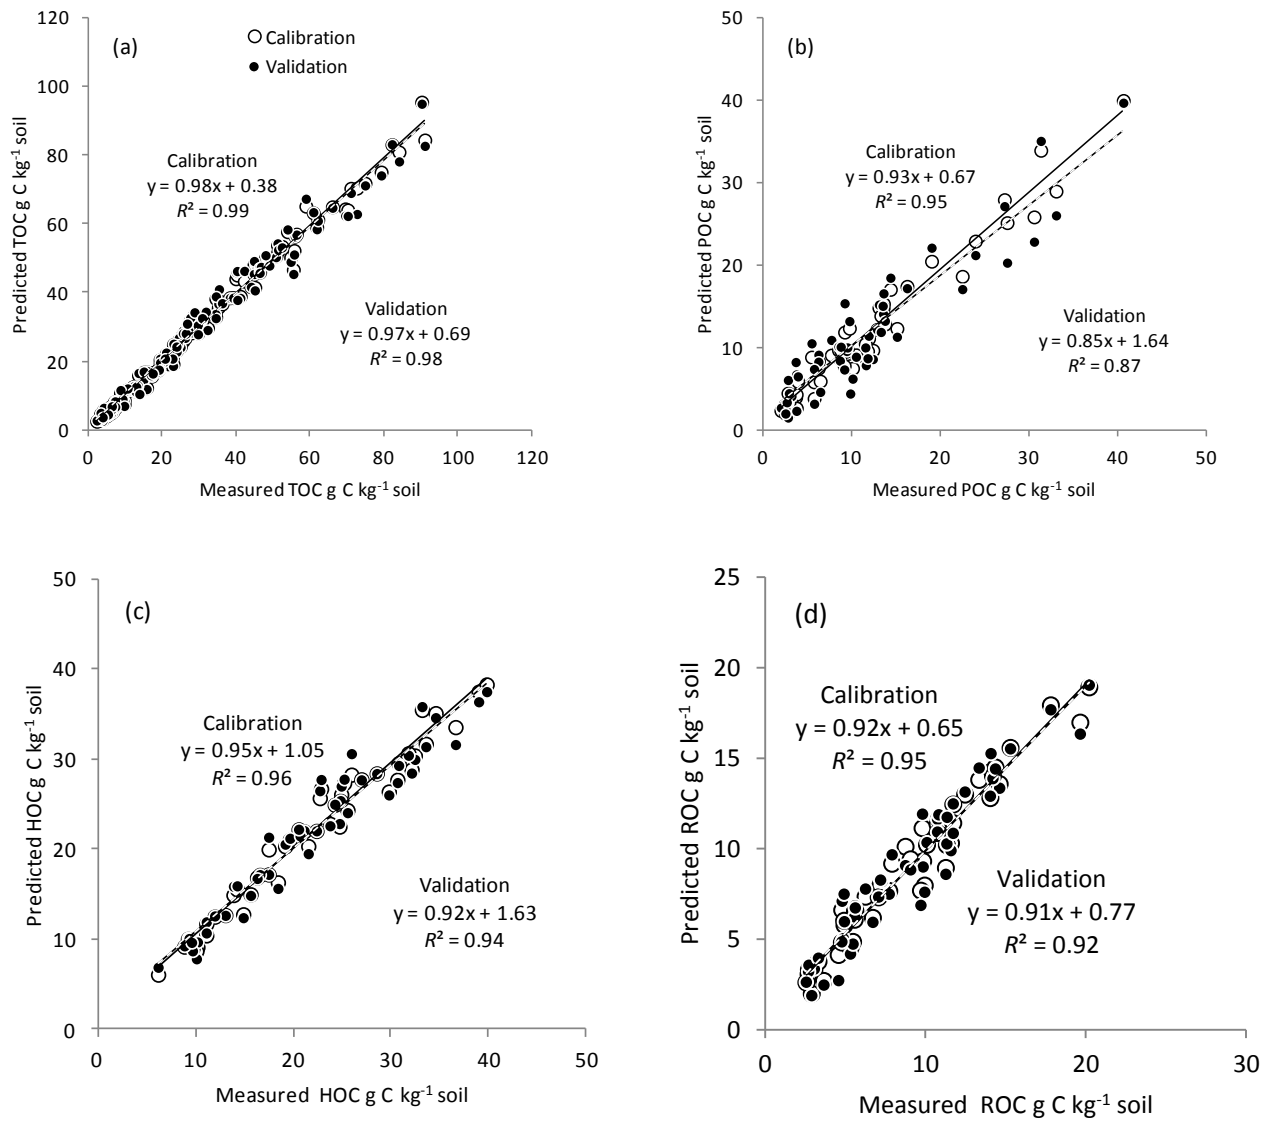 (a)
Calibration
Validation
120
100
80
60
40
20
0
Predicted TOC g C kg-1 soil
Calibration
y = 0.98x + 0.38
R² = 0.99
Validation
y = 0.97x + 0.69
R² = 0.98
0 20 40 60 80 100 120
Measured TOC g C kg-1 soil
(b)
50
40
30
20
10
0
Predicted POC g C kg-1 soil
Calibration
y = 0.93x + 0.67
R² = 0.95
Validation
y = 0.85x + 1.64
R² = 0.87
0 10 20 30 40 50
Measured POC g C kg-1 soil
(c)
50
40
30
20
10
0
Predicted HOC g C kg-1 soil
Calibration
y = 0.95x + 1.05
R² = 0.96
Validation
y = 0.92x + 1.63
R² = 0.94
0 10 20 30 40 50
Measured HOC g C kg-1 soil
(d)
25
20
15
10
5
0
Predicted ROC g C kg-1 soil
Calibration
y = 0.92x + 0.65
R² = 0.95
Validation
y = 0.91x + 0.77
R² = 0.92
0 10 20 30
Measured ROC g C kg-1 soil